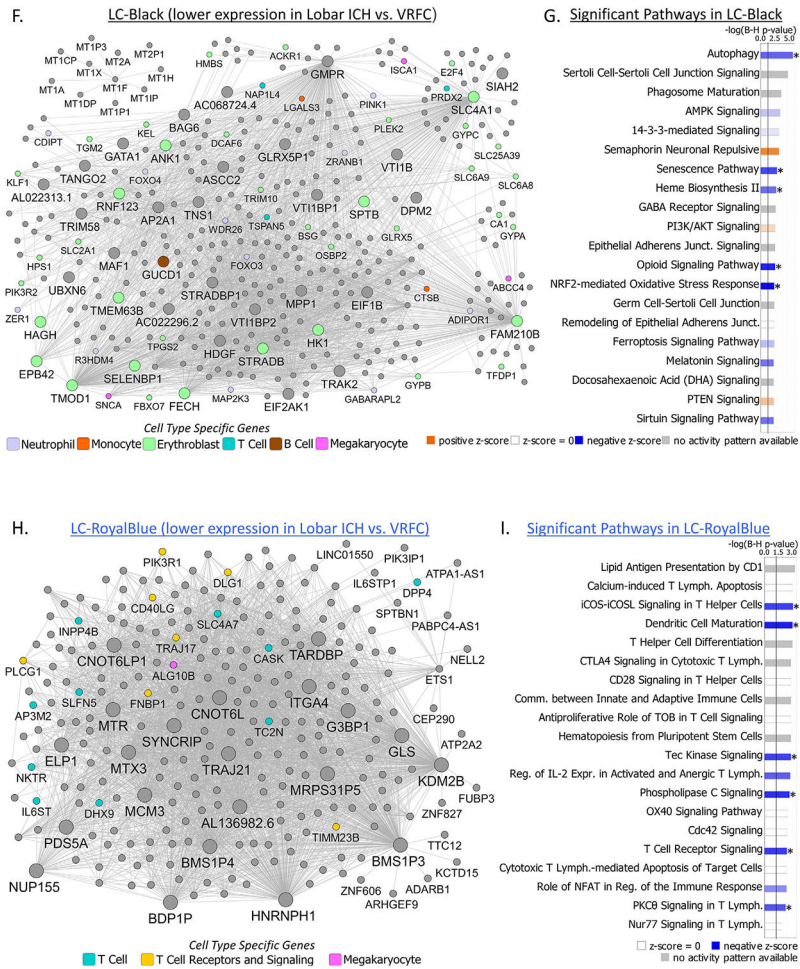 F.
LC-Black (lower expression in Lobar ICH vs. VRFC)
MT1P3
MT2P1
MT1CP
MT2A
MT1X
MT1H
MT1A
MT1F
MT1IP
MT1DP
MT1P1
ACKR1
HMBS
GMPR
ISCA1
E2F4
SIAH2
NAP1L4
AC068724.4
LGALS3
PINK1
PRDX2
SLC4A1
BAG6
KEL
DCAF6
PLEK2
GYPC
CDIPT
TGM2
GATA1
ANK1
GLRX5P1
ZRANB1
VTI1B
SLC25A39
TANGO2
FOXO4
ASCC2
SLC6A9
SLC6A8
KLF1
AL022313.1
RNF123
TRIM10
AP2A1
TNS1
VTI1BP1
SPTB
DPM2
TRIM58
WDR26
TSPAN5
CA1
GYPA
SLC2A1
BSG
GLRX5
HPS1
MAF1
GUCD1
FOXO3
OSBP2
PIK3R2
UBXN6
STRADBP1
CTSB
ABCC4
ZER1
TMEM63B
MPP1
EIF1B
HAGH
AC022296.2
VTI1BP2
ADIPOR1
TPGS2
HDGF
HK1
FAM210B
R3HDM4
EPB42
SELENBP1
STRADB
TRAK2
TFDP1
TMOD1
GYPB
SNCA
FBXO7
FECH
MAP2K3
EIF2AK1
GABARAPL2
Cell Type Specific Genes
Neutrophil
Monocyte
Erythroblast
T Cell
B Cell
Megakaryocyte
G.
Significant Pathways in LC-Black
-log(B-H p-value)
0.0 2.5 5.0
Autophagy *
Sertoli Cell-Sertoli Cell Junction Signaling
Phagosome Maturation
AMPK Signaling
14-3-3-mediated Signaling
Semaphorin Neuronal Repulsive
Senescence Pathway *
Heme Biosynthesis II *
GABA Receptor Signaling
PI3K/AKT Signaling
Epithelial Adherens Junct. Signaling
Opioid Signaling Pathway *
NRF2-mediated Oxidative Stress Response *
Germ Cell-Sertoli Cell Junction
Remodeling of Epithelial Adherens Junct.
Ferroptosis Signaling Pathway
Melatonin Signaling
Docosahexaenoic Acid (DHA) Signaling
PTEN Signaling
Sirtuin Signaling Pathway
positive z-score
z-score = 0
negative z-score
no activity pattern available
H.
LC-RoyalBlue (lower expression in Lobar ICH vs. VRFC)
PIK3R1
LINC01550
PIK3IP1
DLG1
IL6STP1
ATPA1-AS1
CD40LG
DPP4
SPTBN1
INPP4B
SLC4A7
PABPC4-AS1
TRAJ17
CNOT6LP1
TARDBP
CASK
NELL2
PLCG1
ALG10B
ETS1
SLFN5
FNBP1
ITGA4
AP3M2
CNOT6L
MTR
G3BP1
CEP290
TC2N
SYNCRIP
GLS
ATP2A2
ELP1
MTX3
TRAJ21
NKTR
KDM2B
MRPS31P5
FUBP3
IL6ST
DHX9
MCM3
AL136982.6
ZNF827
PDS5A
TIMM23B
TTC12
BMS1P4
BMS1P3
NUP155
KCTD15
ZNF606
ADARB1
BDP1P
HNRNPH1
ARHGEF9
Cell Type Specific Genes
T Cell
T Cell Receptors and Signaling
Megakaryocyte
I.
Significant Pathways in LC-RoyalBlue
-log(B-H p-value)
0.0 1.5 3.0
Lipid Antigen Presentation by CD1
Calcium-induced T Lymph. Apoptosis
iCOS-iCOSL Signaling in T Helper Cells *
Dendritic Cell Maturation *
T Helper Cell Differentiation
CTLA4 Signaling in Cytotoxic T Lymph.
CD28 Signaling in T Helper Cells
Comm. between Innate and Adaptive Immune Cells
Antiproliferative Role of TOB in T Cell Signaling
Hematopoiesis from Pluripotent Stem Cells
Tec Kinase Signaling *
Reg. of IL-2 Expr. in Activated and Anergic T Lymph.
Phospholipase C Signaling *
OX40 Signaling Pathway
Cdc42 Signaling
T Cell Receptor Signaling *
Cytotoxic T Lymph.-mediated Apoptosis of Target Cells
Role of NFAT in Reg. of the Immune Response
PKCθ Signaling in T Lymph. *
Nur77 Signaling in T Lymph.
z-score = 0
negative z-score
no activity pattern available